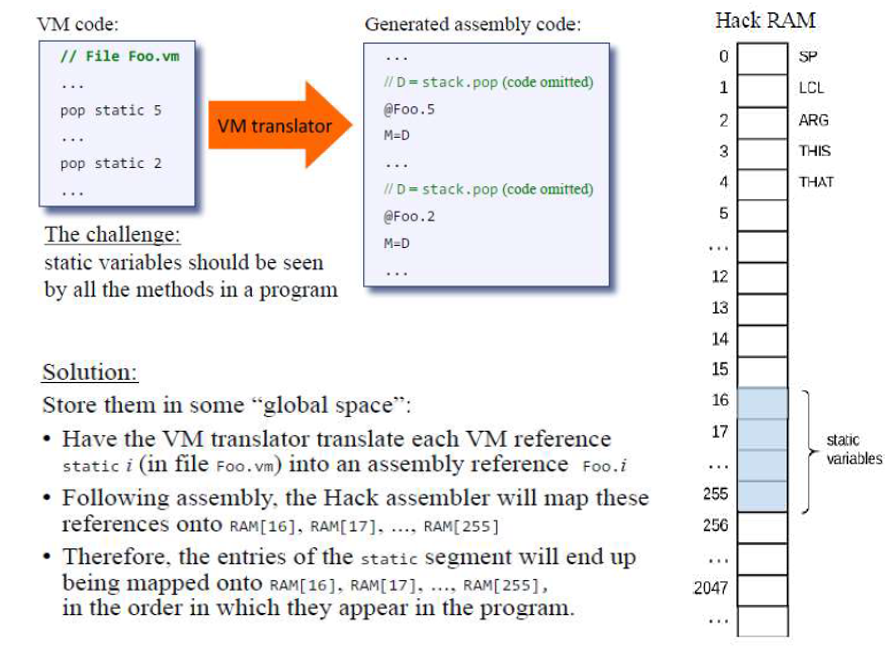 VM code:
// File Foo.vm
...
pop static 5
...
pop static 2
...
VM translator
Generated assembly code:
...
// D = stack.pop (code omitted)
@Foo.5
M=D
...
// D = stack.pop (code omitted)
@Foo.2
M=D
...
The challenge:
static variables should be seen
by all the methods in a program
Solution:
Store them in some “global space”:
• Have the VM translator translate each VM reference
static i (in file Foo.vm) into an assembly reference Foo.i
• Following assembly, the Hack assembler will map these
references onto RAM[16], RAM[17], ..., RAM[255]
• Therefore, the entries of the static segment will end up
being mapped onto RAM[16], RAM[17], ..., RAM[255],
in the order in which they appear in the program.
Hack RAM
0 SP
1 LCL
2 ARG
3 THIS
4 THAT
5
...
12
13
14
15
16
17
...
255
static
variables
256
...
2047
...